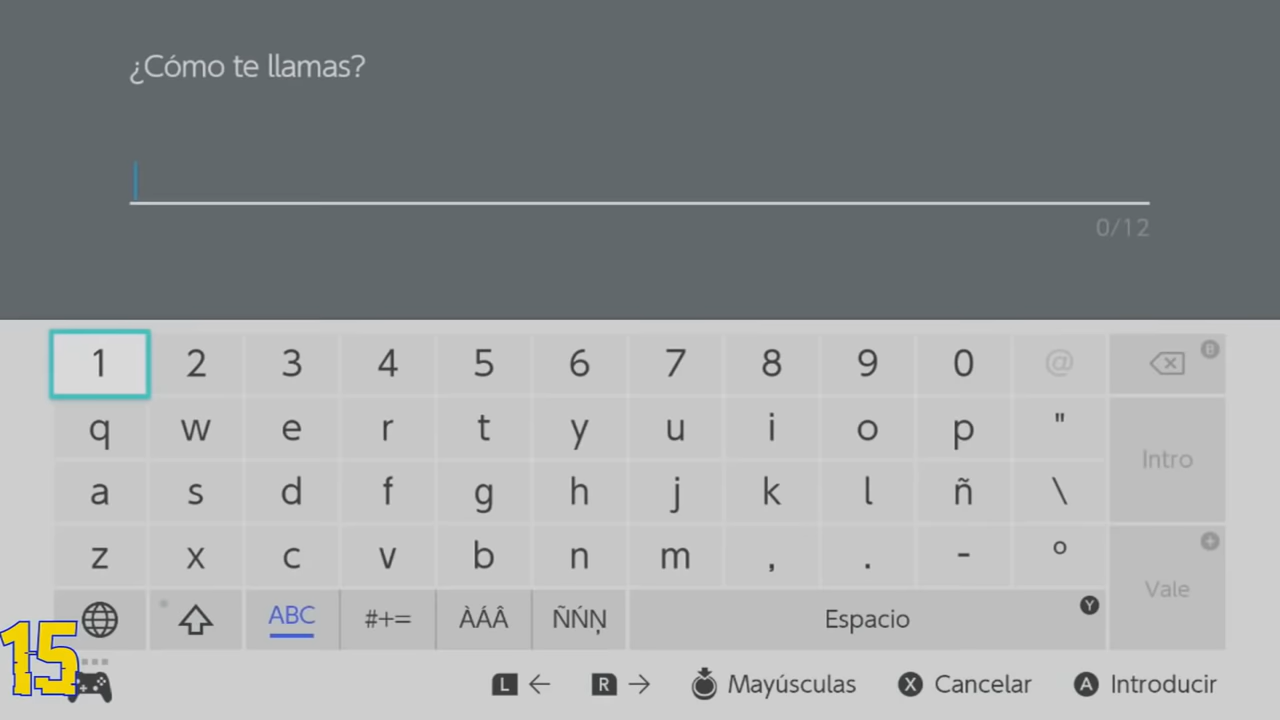 ¿Cómo te llamas?
0/12
1 2 3 4 5 6 7 8 9 0 @ B
q w e r t y u i o p "
Intro
a s d f g h j k l ñ \
z x c v b n m , . - º
ABC #+= ÀÁÂ ÑŃŅ Espacio Y
Vale
15
L ← R → Mayúsculas X Cancelar A Introducir